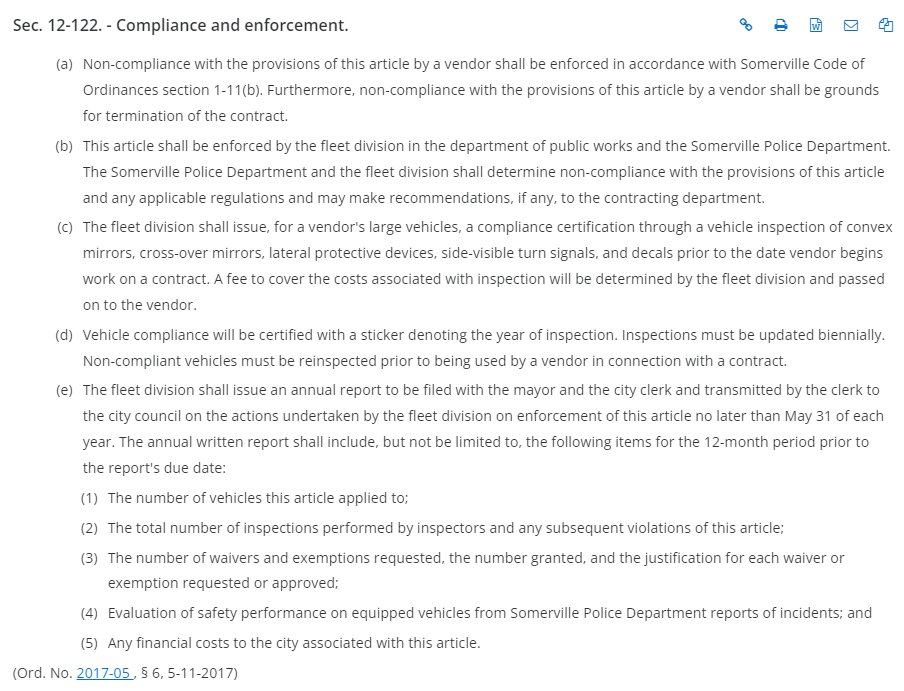 Sec. 12-122. - Compliance and enforcement.
(a) Non-compliance with the provisions of this article by a vendor shall be enforced in accordance with Somerville Code of
Ordinances section 1-11(b). Furthermore, non-compliance with the provisions of this article by a vendor shall be grounds
for termination of the contract.
(b) This article shall be enforced by the fleet division in the department of public works and the Somerville Police Department.
The Somerville Police Department and the fleet division shall determine non-compliance with the provisions of this article
and any applicable regulations and may make recommendations, if any, to the contracting department.
(c) The fleet division shall issue, for a vendor's large vehicles, a compliance certification through a vehicle inspection of convex
mirrors, cross-over mirrors, lateral protective devices, side-visible turn signals, and decals prior to the date vendor begins
work on a contract. A fee to cover the costs associated with inspection will be determined by the fleet division and passed
on to the vendor.
(d) Vehicle compliance will be certified with a sticker denoting the year of inspection. Inspections must be updated biennially.
Non-compliant vehicles must be reinspected prior to being used by a vendor in connection with a contract.
(e) The fleet division shall issue an annual report to be filed with the mayor and the city clerk and transmitted by the clerk to
the city council on the actions undertaken by the fleet division on enforcement of this article no later than May 31 of each
year. The annual written report shall include, but not be limited to, the following items for the 12-month period prior to
the report's due date:
(1) The number of vehicles this article applied to;
(2) The total number of inspections performed by inspectors and any subsequent violations of this article;
(3) The number of waivers and exemptions requested, the number granted, and the justification for each waiver or
exemption requested or approved;
(4) Evaluation of safety performance on equipped vehicles from Somerville Police Department reports of incidents; and
(5) Any financial costs to the city associated with this article.
(Ord. No. 2017-05 , § 6, 5-11-2017)